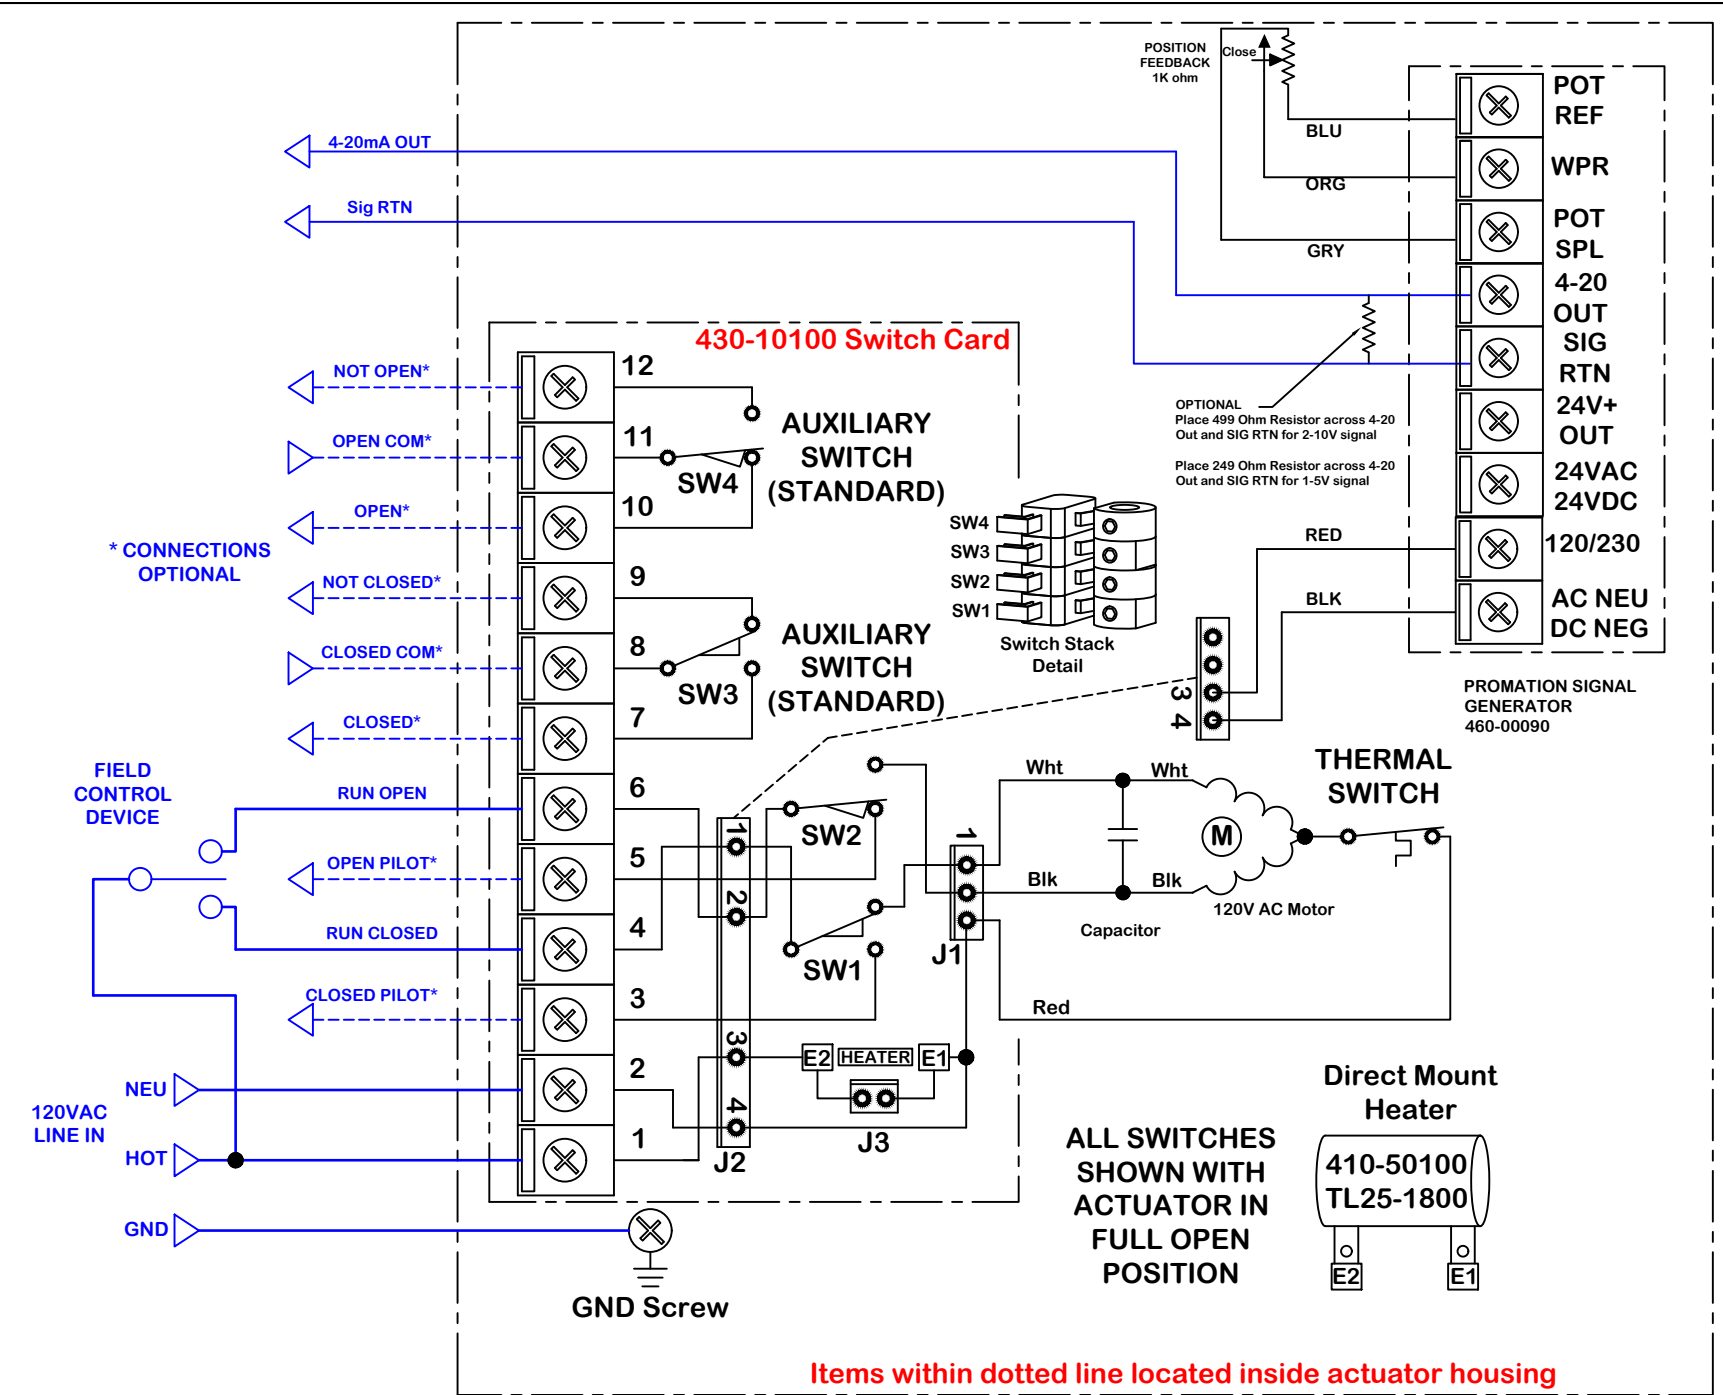 POSITION
FEEDBACK
1K ohm
Close
BLU
ORG
GRY
POT
REF
WPR
POT
SPL
4-20
OUT
SIG
RTN
24V+
OUT
24VAC
24VDC
120/230
AC NEU
DC NEG
4-20mA OUT
Sig RTN
430-10100 Switch Card
OPTIONAL
Place 499 Ohm Resistor across 4-20
Out and SIG RTN for 2-10V signal
Place 249 Ohm Resistor across 4-20
Out and SIG RTN for 1-5V signal
RED
BLK
PROMATION SIGNAL
GENERATOR
460-00090
NOT OPEN*
OPEN COM*
OPEN*
NOT CLOSED*
CLOSED COM*
CLOSED*
* CONNECTIONS
OPTIONAL
12
11
10
9
8
7
6
5
4
3
2
1
AUXILIARY
SWITCH
(STANDARD)
SW4
AUXILIARY
SWITCH
(STANDARD)
SW3
SW4
SW3
SW2
SW1
Switch Stack
Detail
3
4
FIELD
CONTROL
DEVICE
RUN OPEN
OPEN PILOT*
RUN CLOSED
CLOSED PILOT*
NEU
120VAC
LINE IN
HOT
GND
GND Screw
1
2
3
4
J2
SW2
SW1
1
J1
E2
HEATER
E1
J3
Wht
Wht
Blk
Blk
Capacitor
M
120V AC Motor
Red
THERMAL
SWITCH
ALL SWITCHES
SHOWN WITH
ACTUATOR IN
FULL OPEN
POSITION
Direct Mount
Heater
410-50100
TL25-1800
E2
E1
Items within dotted line located inside actuator housing